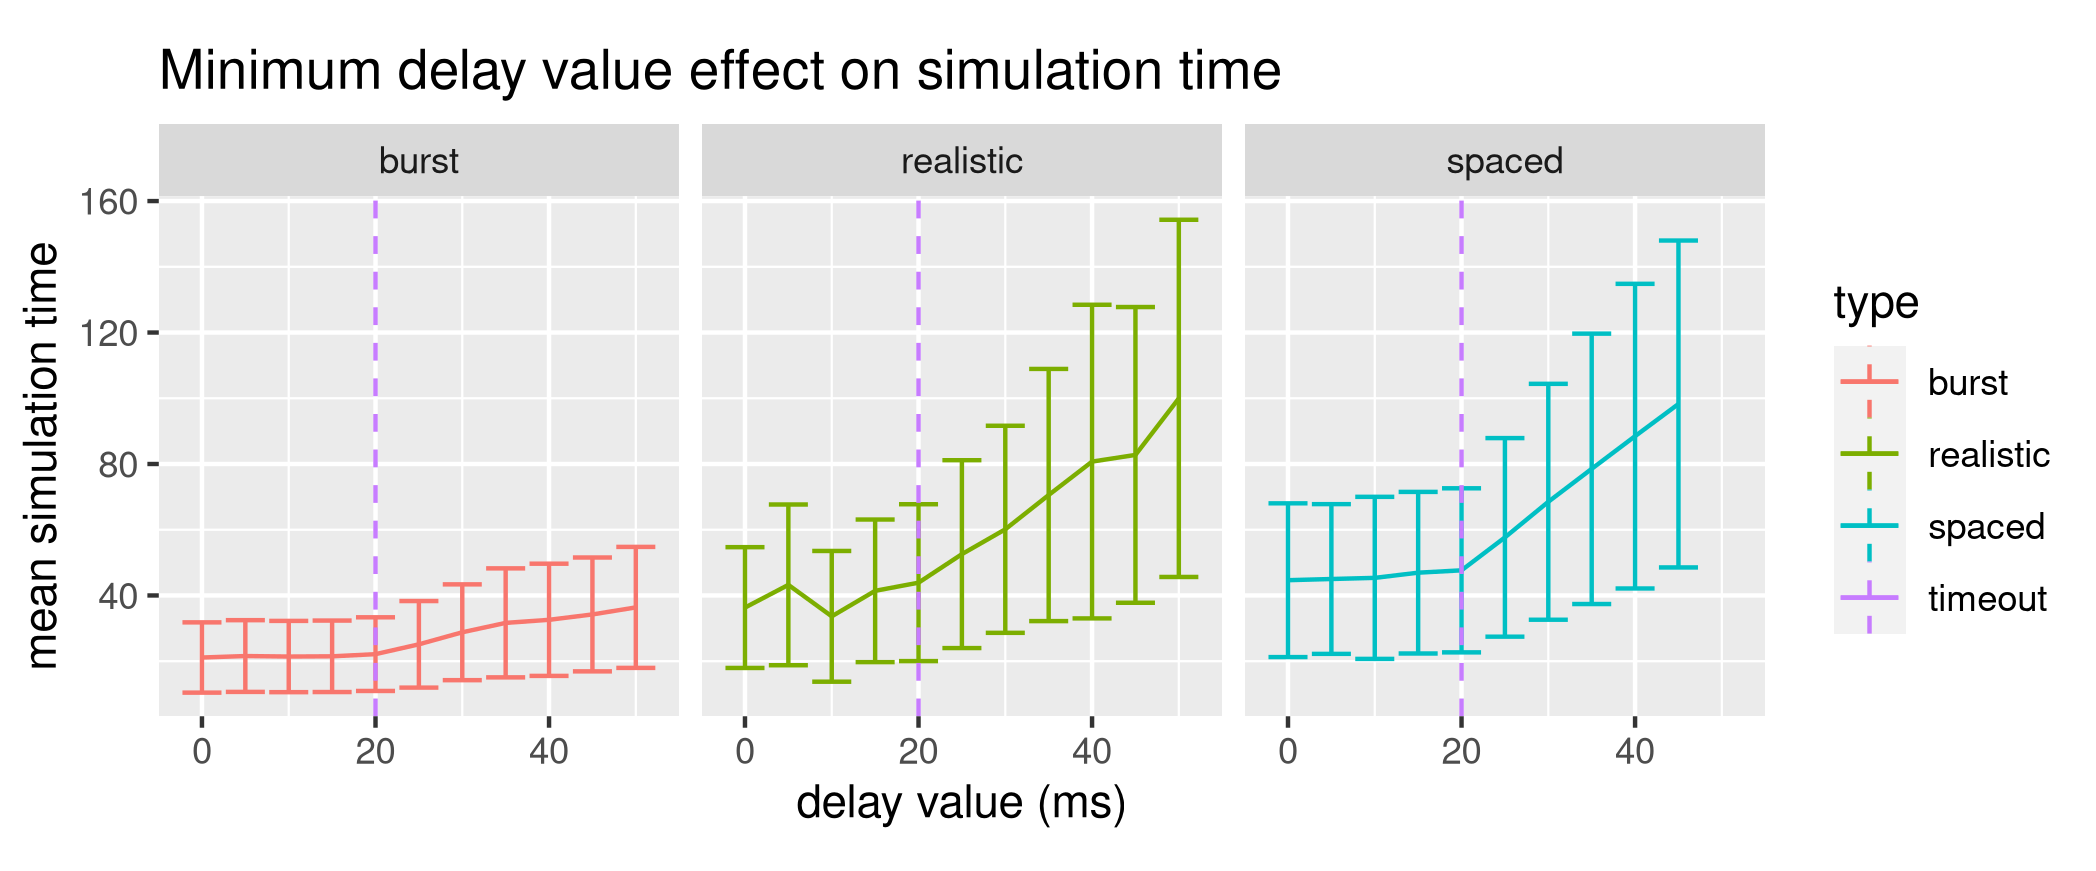 Minimum delay value effect on simulation time
burst
realistic
spaced
160
120
80
40
mean simulation time
0 20 40
0 20 40
0 20 40
delay value (ms)
type
burst
realistic
spaced
timeout